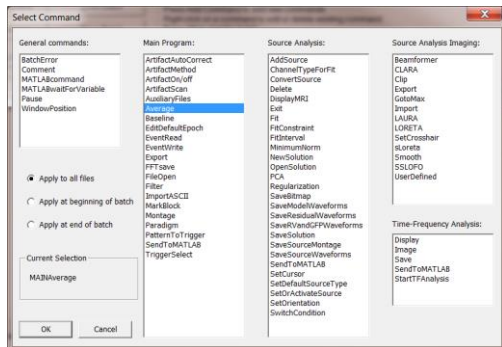 Select Command
General commands:
BatchError
Comment
MATLABcommand
MATLABwaitForVariable
Pause
WindowPosition
Apply to all files
Apply at beginning of batch
Apply at end of batch
Current Selection
MAINAverage
OK
Cancel
Main Program:
ArtifactAutoCorrect
ArtifactMethod
ArtifactOn/off
ArtifactScan
AuxiliaryFiles
Average
Baseline
EditDefaultEpoch
EventRead
EventWrite
Export
FFTsave
FileOpen
Filter
ImportASCII
MarkBlock
Montage
Paradigm
PatternToTrigger
SendToMATLAB
TriggerSelect
Source Analysis:
AddSource
ChannelTypeForFit
ConvertSource
Delete
DisplayMRI
Exit
Fit
FitConstraint
FitInterval
MinimumNorm
NewSolution
OpenSolution
PCA
Regularization
SaveBitmap
SaveModelWaveforms
SaveResidualWaveforms
SaveRVandGFPWaveforms
SaveSolution
SaveSourceMontage
SaveSourceWaveforms
SendToMATLAB
SetCursor
SetDefaultSourceType
SetOrActivateSource
SetOrientation
SwitchCondition
Source Analysis Imaging:
Beamformer
CLARA
Clip
Export
GotoMax
Import
LAURA
LORETA
SetCrosshair
sLoreta
Smooth
SSLOFO
UserDefined
Time-Frequency Analysis:
Display
Image
Save
SendToMATLAB
StartTFAnalysis